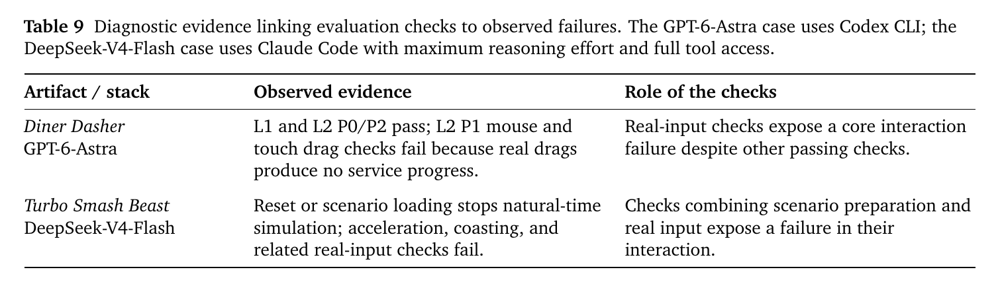 Table 9 Diagnostic evidence linking evaluation checks to observed failures. The GPT-6-Astra case uses Codex CLI; the
DeepSeek-V4-Flash case uses Claude Code with maximum reasoning effort and full tool access.
Artifact / stack Observed evidence Role of the checks
Diner Dasher L1 and L2 P0/P2 pass; L2 P1 mouse and Real-input checks expose a core interaction
GPT-6-Astra touch drag checks fail because real drags failure despite other passing checks.
produce no service progress.
Turbo Smash Beast Reset or scenario loading stops natural-time Checks combining scenario preparation and
DeepSeek-V4-Flash simulation; acceleration, coasting, and real input expose a failure in their
related real-input checks fail. interaction.